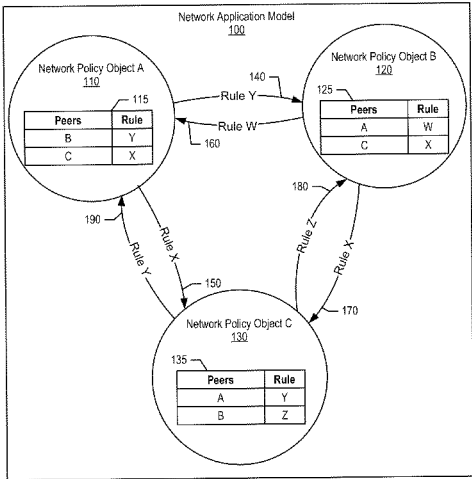 Network Application Model
100
Network Policy Object A
110
115
Peers Rule
B Y
C X
140
Rule Y
Rule W
160
Network Policy Object B
120
125
Peers Rule
A W
C X
190
Rule Y
Rule X
150
180
Rule Z
Rule X
170
Network Policy Object C
130
135
Peers Rule
A Y
B Z